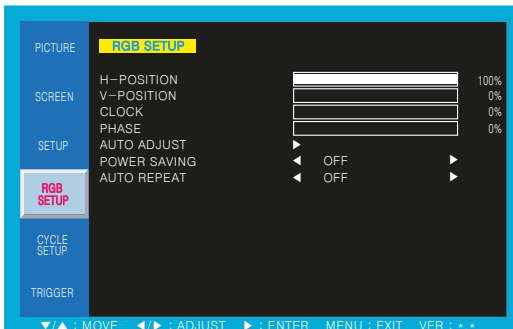 PICTURE
SCREEN
SETUP
RGB
SETUP
CYCLE
SETUP
TRIGGER
RGB SETUP
H-POSITION 100%
V-POSITION 0%
CLOCK 0%
PHASE 0%
AUTO ADJUST ▶
POWER SAVING ◀ OFF ▶
AUTO REPEAT ◀ OFF ▶
▼/▲ : MOVE ◀/▶ : ADJUST ▶ : ENTER MENU : EXIT VER : * *